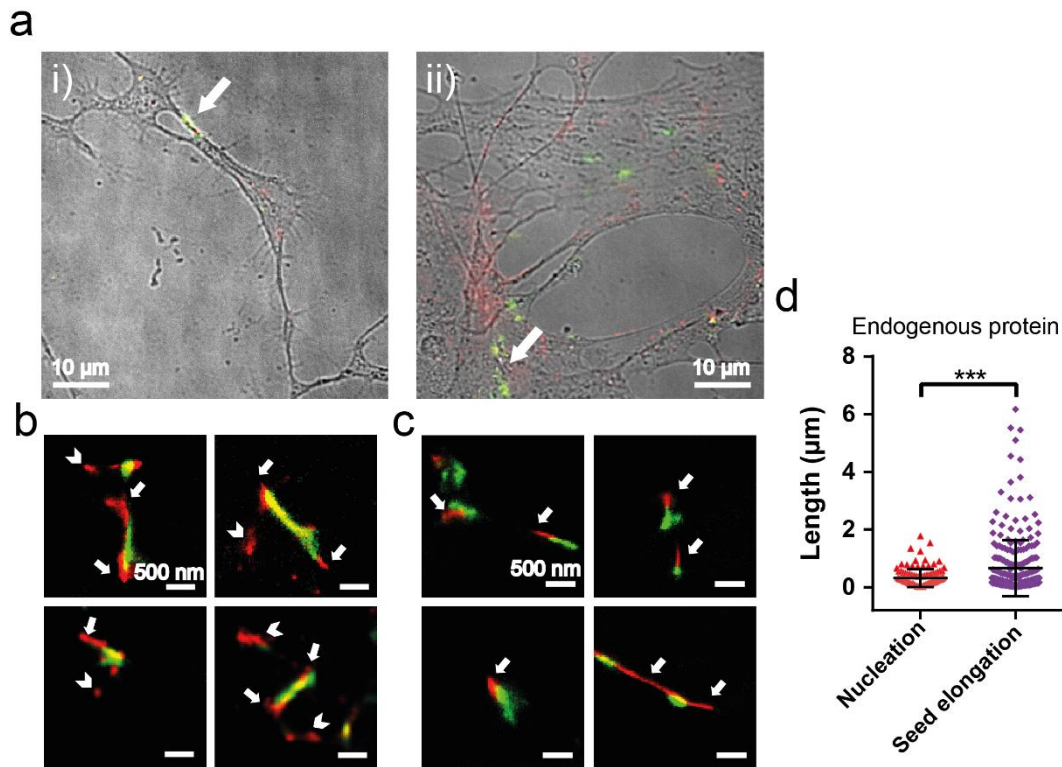 a
i)
10 µm
ii)
10 µm
b
500 nm
c
500 nm
d
Endogenous protein
***
8
6
4
2
0
Length (µm)
Nucleation
Seed elongation